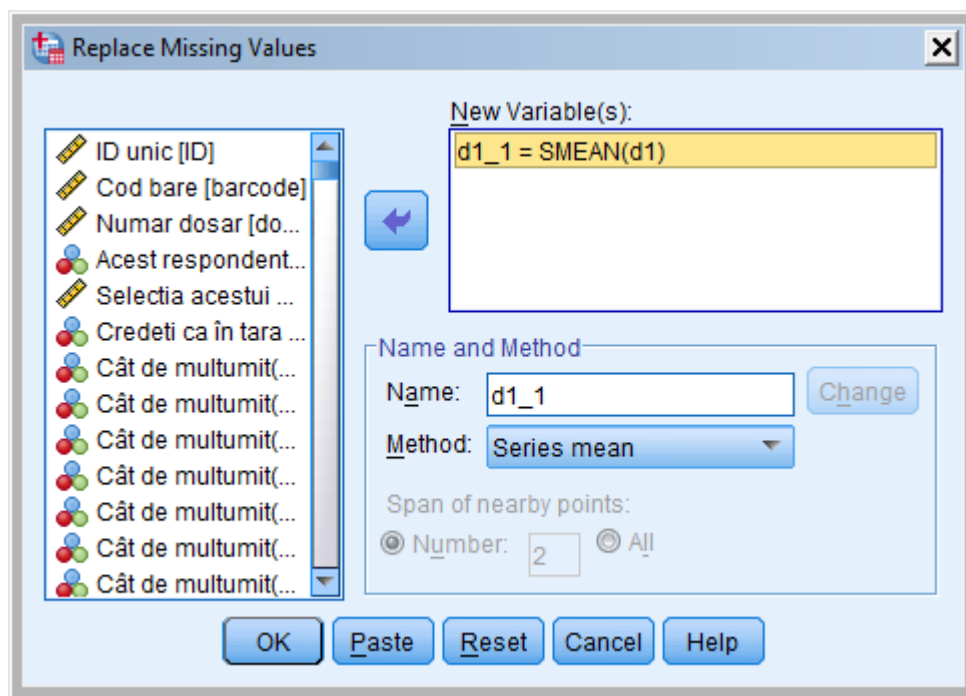 Replace Missing Values
ID unic [ID]
Cod bare [barcode]
Numar dosar [do...
Acest respondent...
Selectia acestui ...
Credeti ca în tara ...
Cât de multumit(...
Cât de multumit(...
Cât de multumit(...
Cât de multumit(...
Cât de multumit(...
Cât de multumit(...
Cât de multumit(...
New Variable(s):
d1_1 = SMEAN(d1)
Name and Method
Name: d1_1 Change
Method: Series mean
Span of nearby points:
Number: 2 All
OK Paste Reset Cancel Help